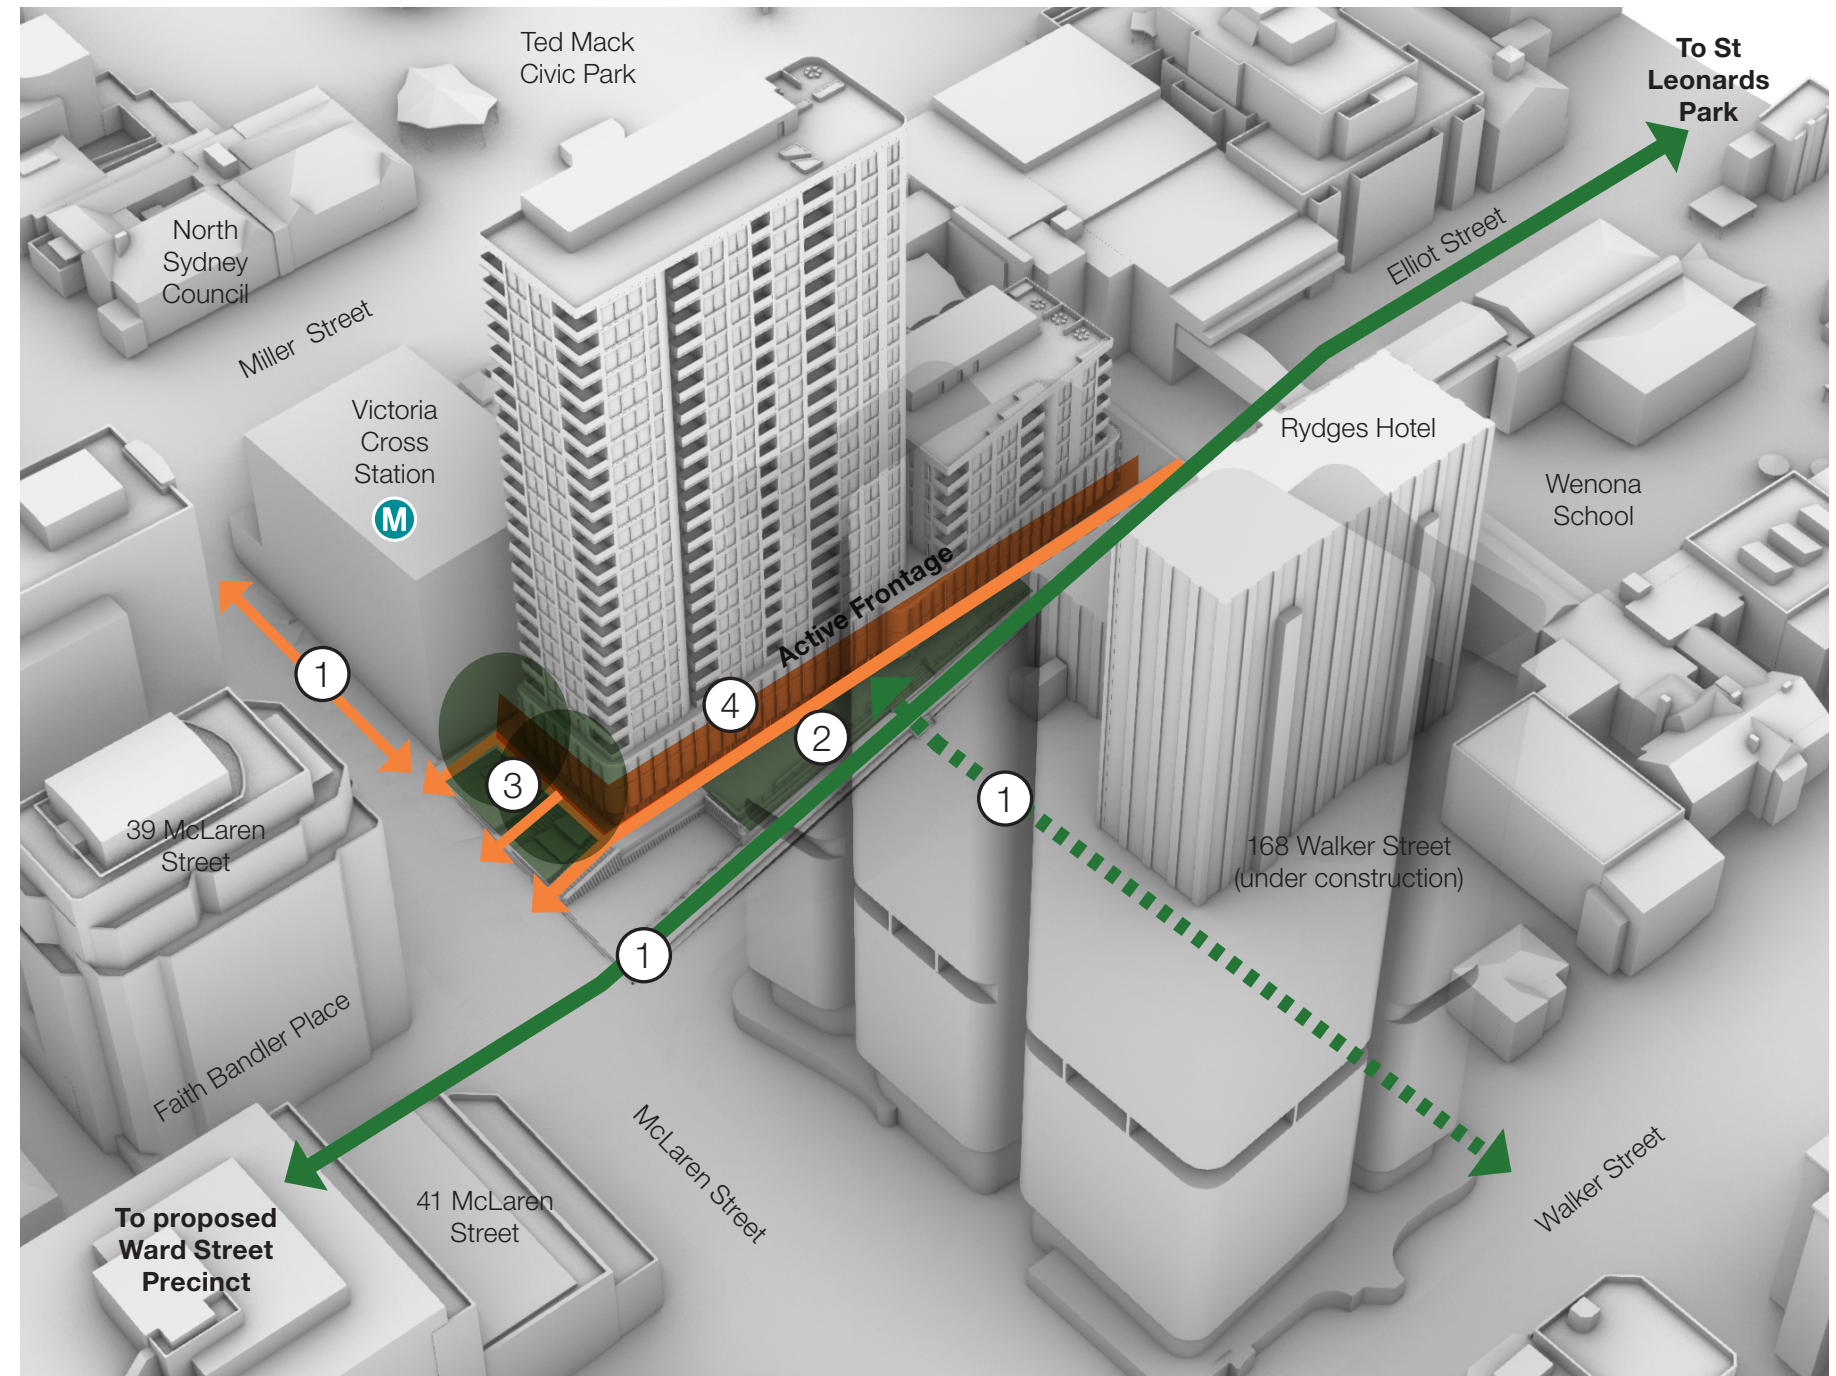 Ted Mack
Civic Park
To St
Leonards
Park
North
Sydney
Council
Elliot Street
Miller Street
Victoria
Cross
Station
M
Rydges Hotel
Wenona
School
Active Frontage
1
4
2
3
1
39 McLaren
Street
168 Walker Street
(under construction)
1
Faith Bandler Place
McLaren Street
Walker Street
41 McLaren
Street
To proposed
Ward Street
Precinct